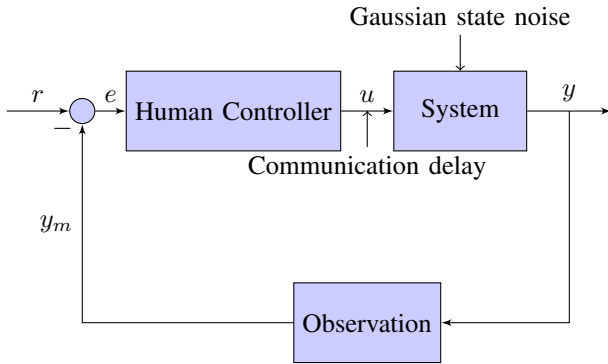 Gaussian state noise
r
e
Human Controller
u
System
y
−
Communication delay
y_m
Observation